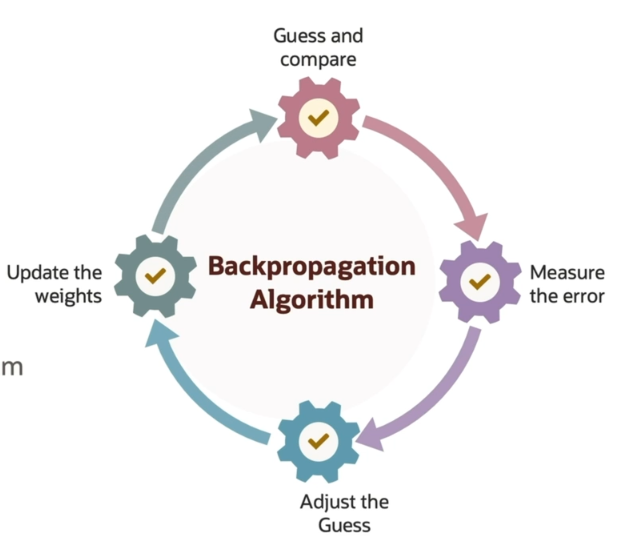 Guess and
compare
Backpropagation
Algorithm
Measure
the error
Update the
weights
m
Adjust the
Guess